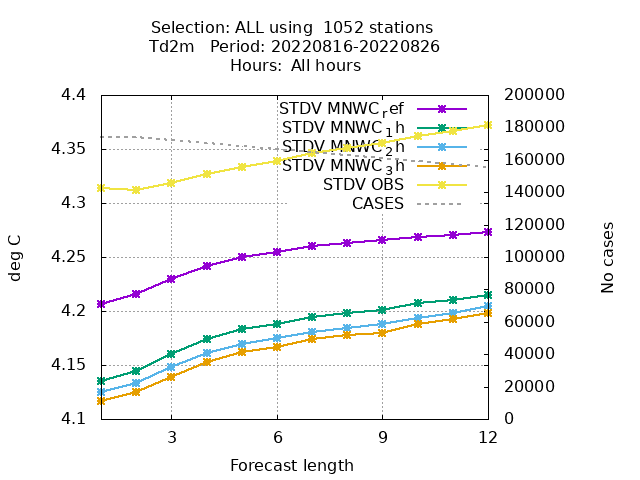 Selection: ALL using  1052 stations
Td2m   Period: 20220816-20220826
Hours:  All hours
4.4
4.35
4.3
4.25
4.2
4.15
4.1
deg C
200000
180000
160000
140000
120000
100000
80000
60000
40000
20000
0
No cases
STDV MNWC_ref
STDV MNWC_1h
STDV MNWC_2h
STDV MNWC_3h
STDV OBS
CASES
3 6 9 12
Forecast length